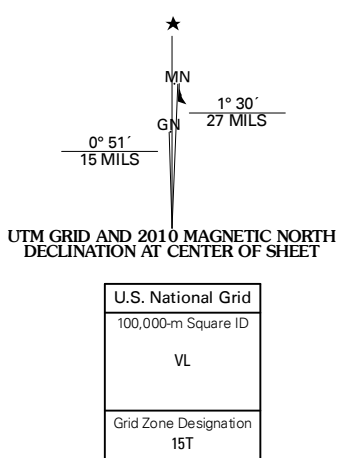 MN
1° 30´
27 MILS
GN
0° 51´
15 MILS
UTM GRID AND 2010 MAGNETIC NORTH
DECLINATION AT CENTER OF SHEET
U.S. National Grid
100,000-m Square ID
VL
Grid Zone Designation
15T